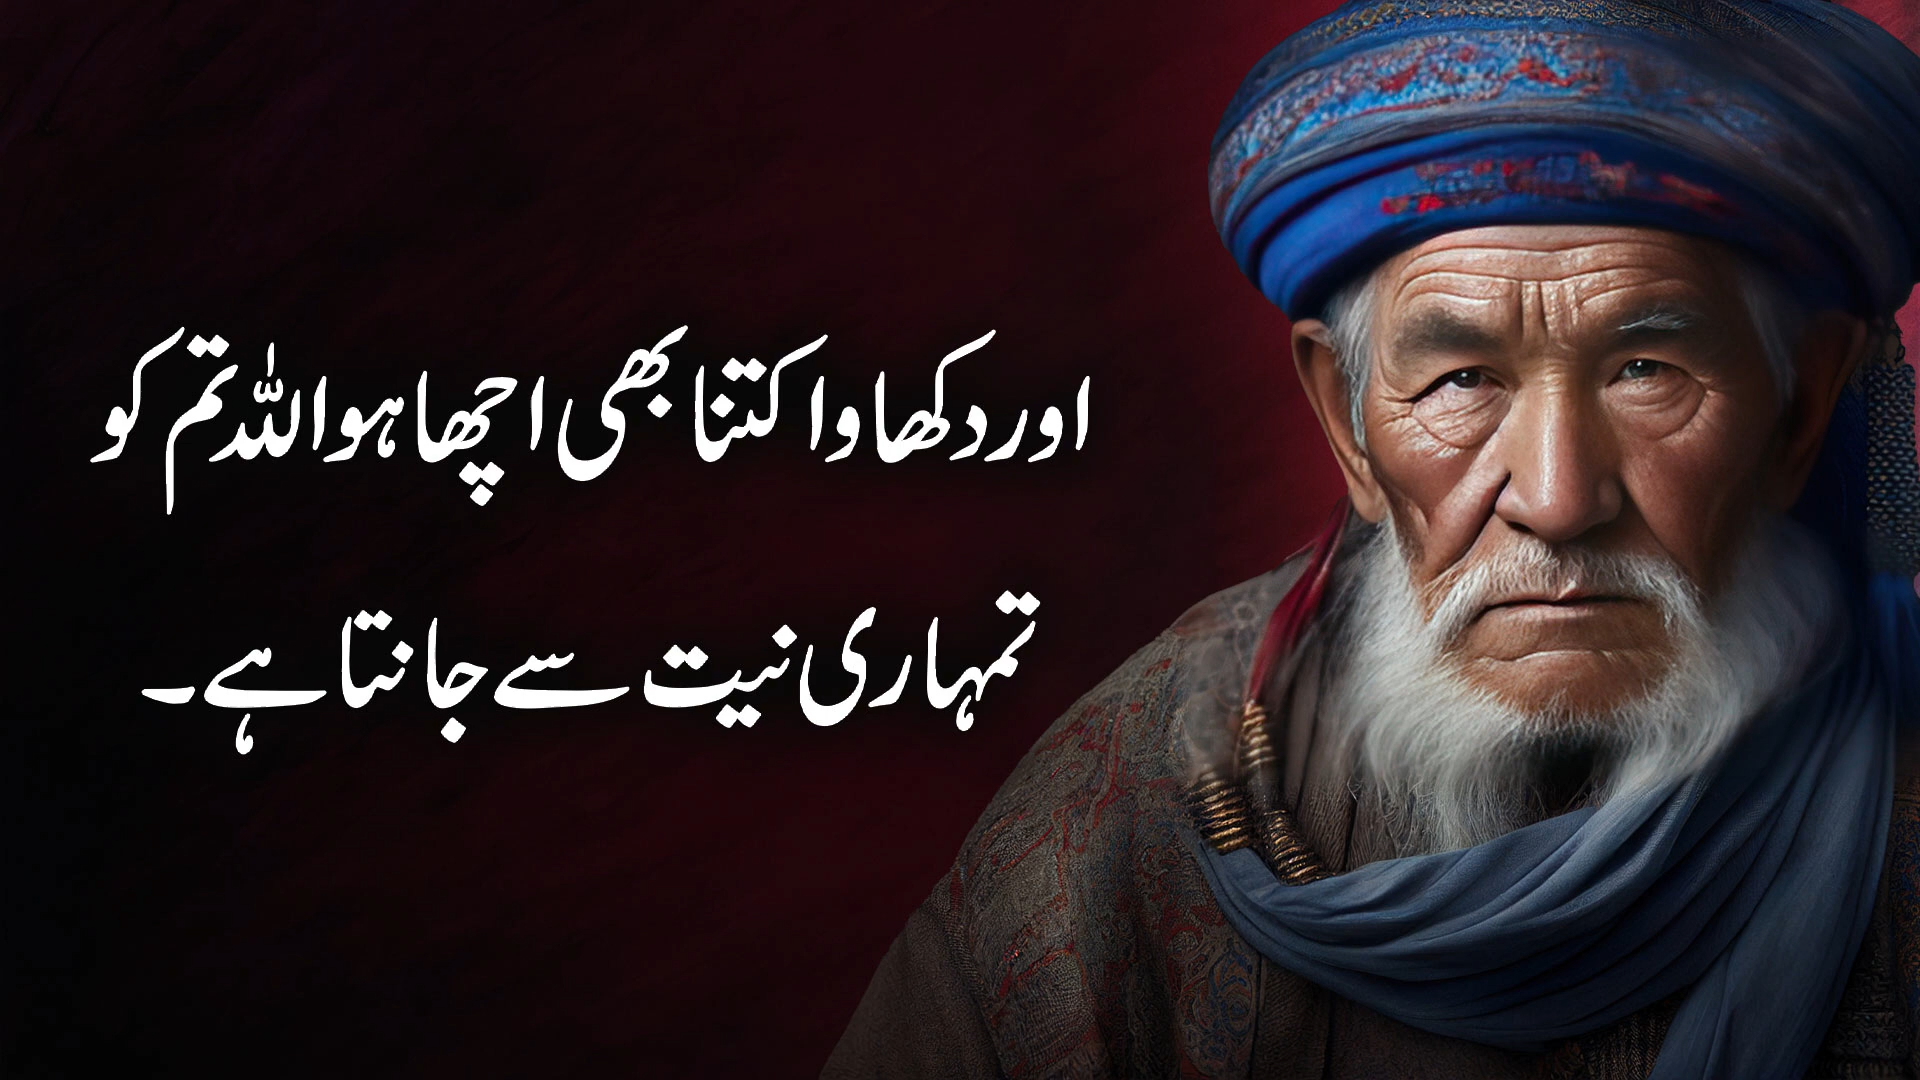 اور دکھاوا کتنا بھی اچھا ہو اللہ تم کو
تمہاری نیت سے جانتا ہے۔